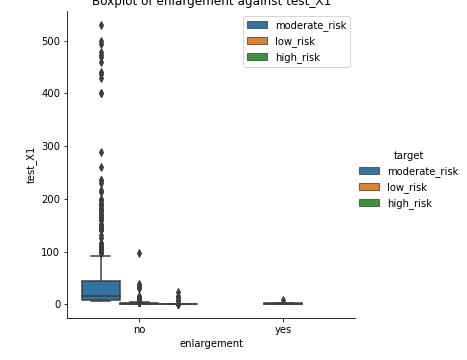 Boxplot of enlargement against test_X1
moderate_risk
low_risk
high_risk
500
400
300
200
100
0
test_X1
no
yes
enlargement
target
moderate_risk
low_risk
high_risk